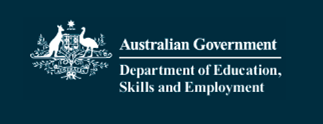 Australian Government
Department of Education,
Skills and Employment